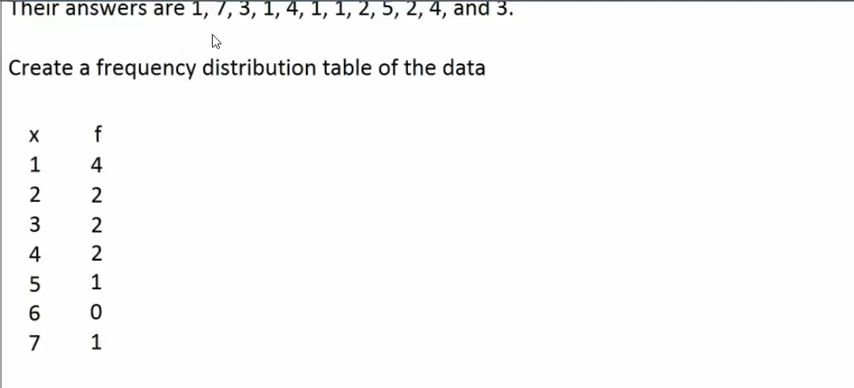 Their answers are 1, 7, 3, 1, 4, 1, 1, 2, 5, 2, 4, and 3.
Create a frequency distribution table of the data
x f
1 4
2 2
3 2
4 2
5 1
6 0
7 1